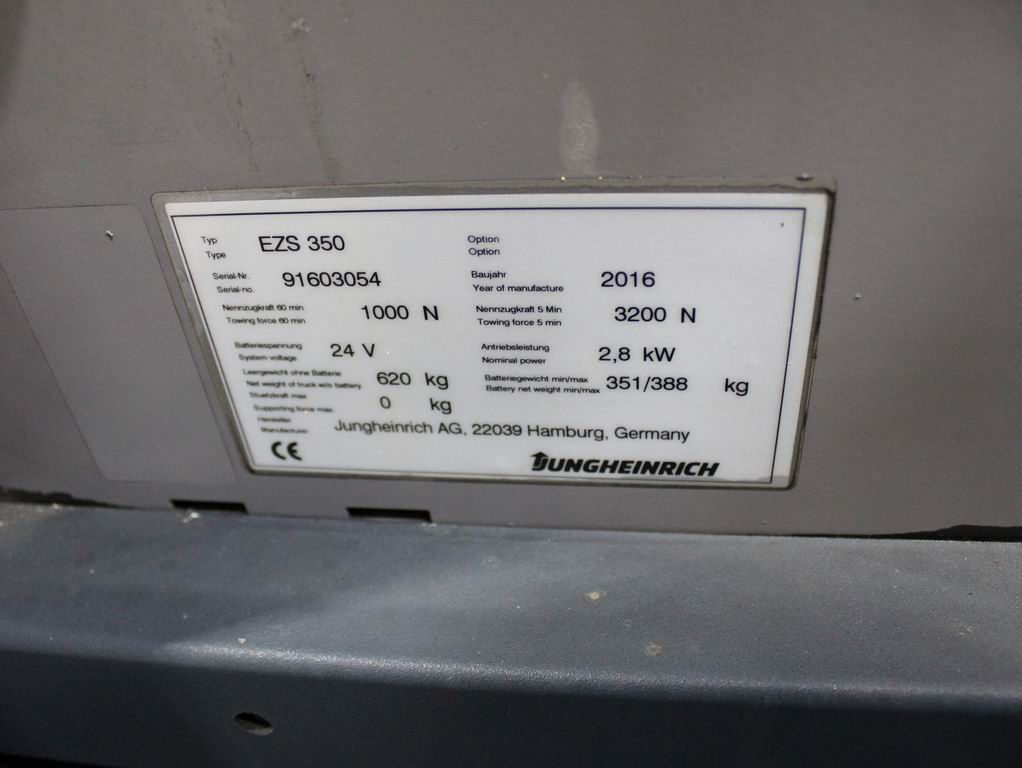 Typ EZS 350 Option
Type Option
Serial-Nr. 91603054 Baujahr 2016
Serial-no. Year of manufacture
Nennzugkraft 60 min 1000 N Nennzugkraft 5 Min 3200 N
Towing force 60 min Towing force 5 min
Batteriespannung 24 V Antriebsleistung 2,8 kW
System voltage Nominal power
Leergewicht ohne Batterie 620 kg Batteriegewicht min/max 351/388 kg
Net weight of truck w/o battery Battery net weight min/max
Stuetzkraft max 0 kg
Supporting force max
Hersteller Jungheinrich AG, 22039 Hamburg, Germany
Manufacturer
CE JUNGHEINRICH